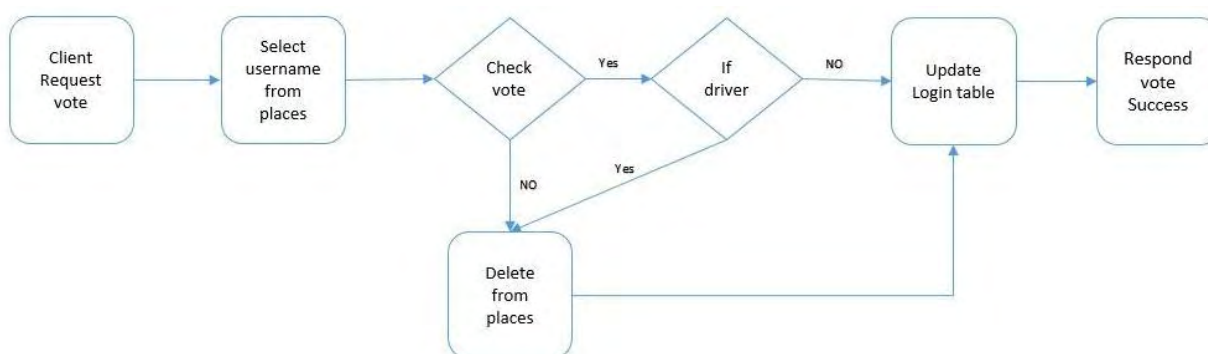 Client
Request
vote
Select
username
from
places
Check
vote
Yes
If
driver
NO
Update
Login table
Respond
vote
Success
NO
Yes
Delete
from
places